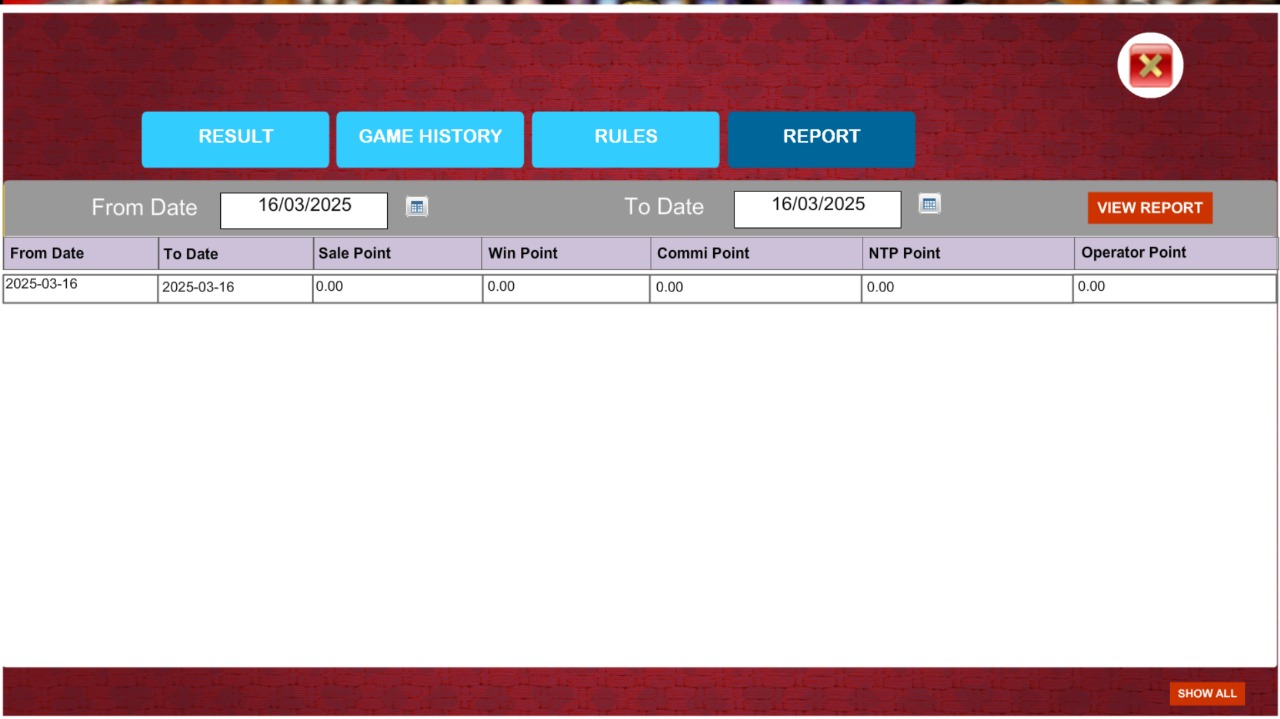 RESULT GAME HISTORY RULES REPORT
From Date 16/03/2025 To Date 16/03/2025 VIEW REPORT
From Date To Date Sale Point Win Point Commi Point NTP Point Operator Point
2025-03-16 2025-03-16 0.00 0.00 0.00 0.00 0.00
SHOW ALL